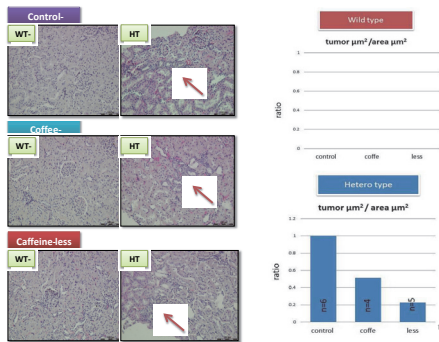 Control-
WT-
HT
Coffee-
WT-
HT
Caffeine-less
WT-
HT
Wild type
tumor µm²/area µm²
ratio
1
0.8
0.6
0.4
0.2
0
control coffe less
Hetero type
tumor µm²/ area µm²
ratio
1.2
1
0.8
0.6
0.4
0.2
0
n=6
n=4
n=5
control coffe less